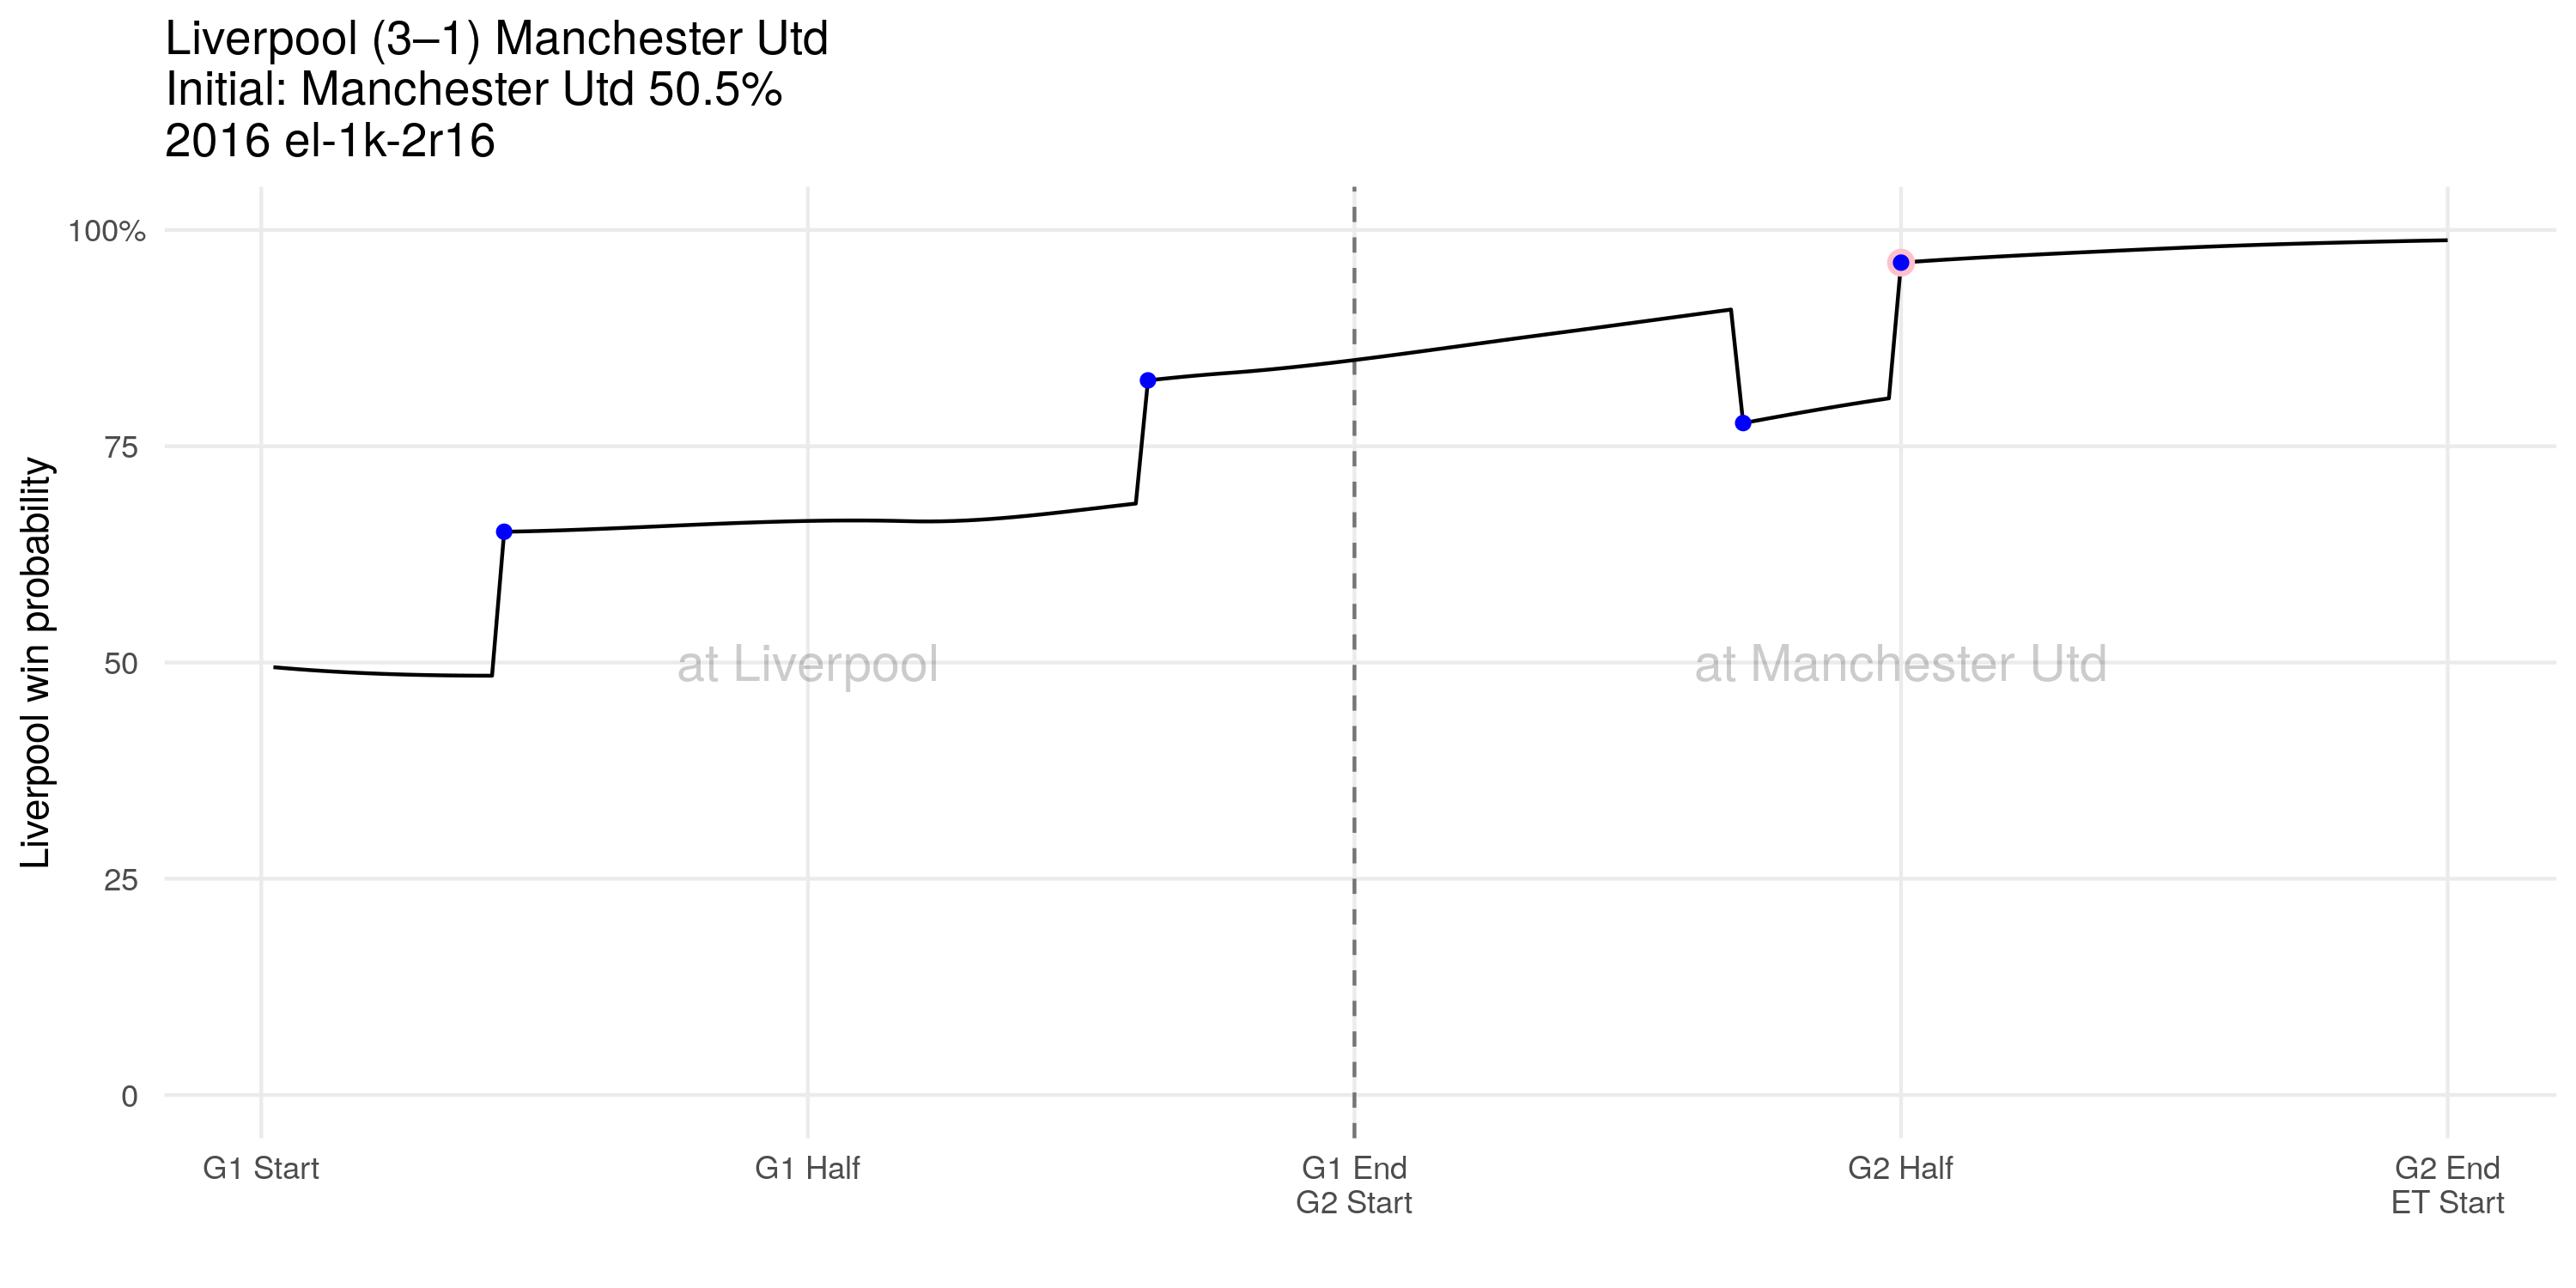 Liverpool (3–1) Manchester Utd
Initial: Manchester Utd 50.5%
2016 el-1k-2r16
Liverpool win probability
100%
75
50
25
0
at Liverpool
at Manchester Utd
G1 Start
G1 Half
G1 End
G2 Start
G2 Half
G2 End
ET Start